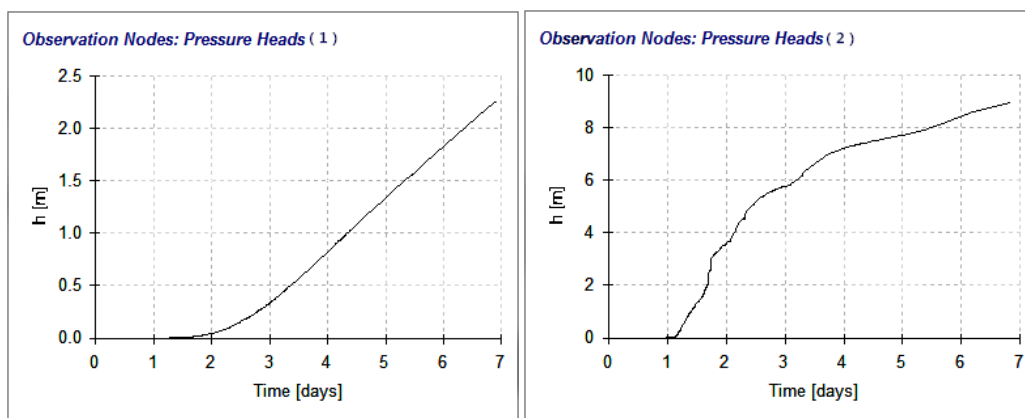 Observation Nodes: Pressure Heads (1)
2.5
2.0
1.5
1.0
0.5
0.0
h [m]
0 1 2 3 4 5 6 7
Time [days]
Observation Nodes: Pressure Heads (2)
10
8
6
4
2
0
h [m]
0 1 2 3 4 5 6 7
Time [days]